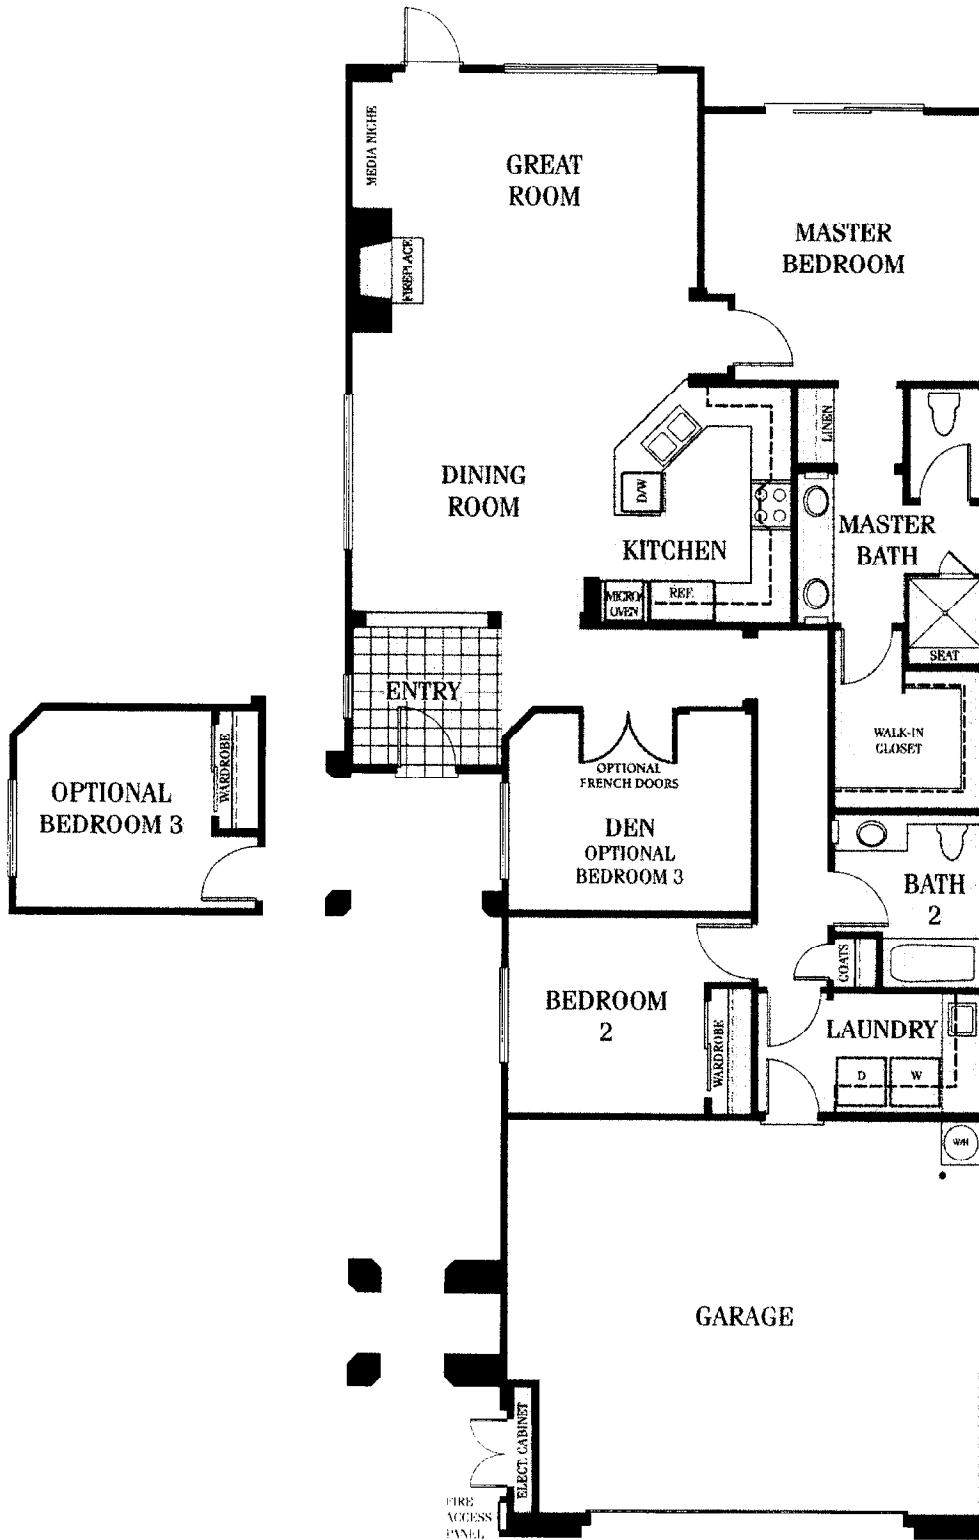 MEDIA NICHE
GREAT
ROOM
FIREPLACE
MASTER
BEDROOM
LINEN
DINING
ROOM
D/W
KITCHEN
MASTER
BATH
MICRO/
OVEN
REF.
SEAT
ENTRY
WALK-IN
CLOSET
OPTIONAL
BEDROOM 3
WARDROBE
OPTIONAL
FRENCH DOORS
DEN
OPTIONAL
BEDROOM 3
BATH
2
COATS
BEDROOM
2
WARDROBE
LAUNDRY
D
W
W/H
GARAGE
ELECT. CABINET
FIRE
ACCESS
PANEL